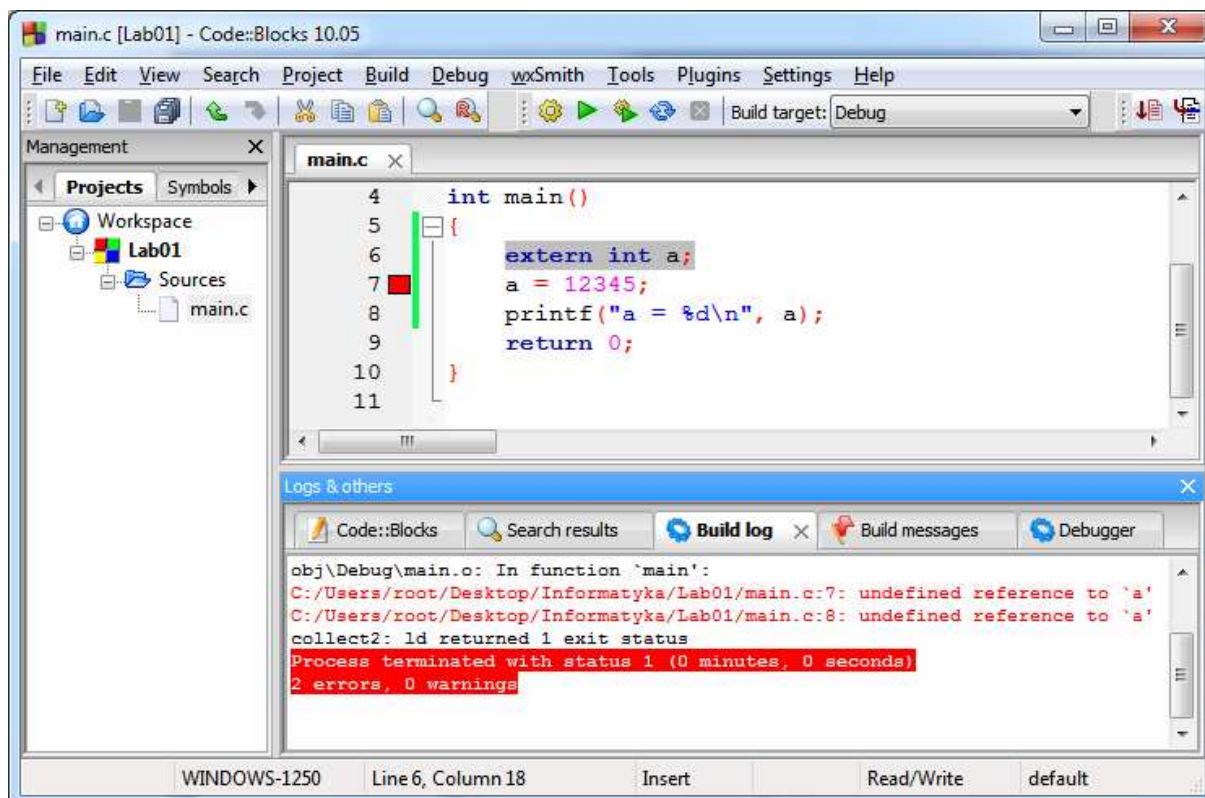 main.c [Lab01] - Code::Blocks 10.05
File Edit View Search Project Build Debug wxSmith Tools Plugins Settings Help
Build target: Debug
Management
Projects Symbols
Workspace
Lab01
Sources
main.c
main.c
4 int main()
5 {
6 extern int a;
7 a = 12345;
8 printf("a = %d\n", a);
9 return 0;
10 }
11
Logs & others
Code::Blocks Search results Build log Build messages Debugger
obj\Debug\main.o: In function `main':
C:/Users/root/Desktop/Informatyka/Lab01/main.c:7: undefined reference to `a'
C:/Users/root/Desktop/Informatyka/Lab01/main.c:8: undefined reference to `a'
collect2: ld returned 1 exit status
Process terminated with status 1 (0 minutes, 0 seconds)
2 errors, 0 warnings
WINDOWS-1250 Line 6, Column 18 Insert Read/Write default